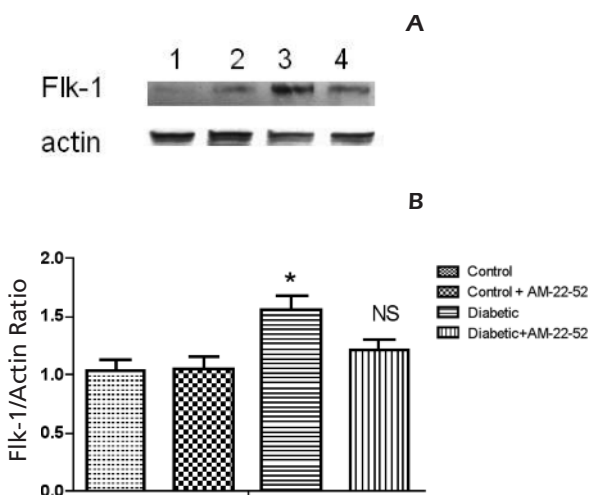 A
1 2 3 4
Flk-1
actin
B
2.0
1.5
1.0
0.5
0.0
Flk-1/Actin Ratio
*
NS
Control
Control + AM-22-52
Diabetic
Diabetic+AM-22-52